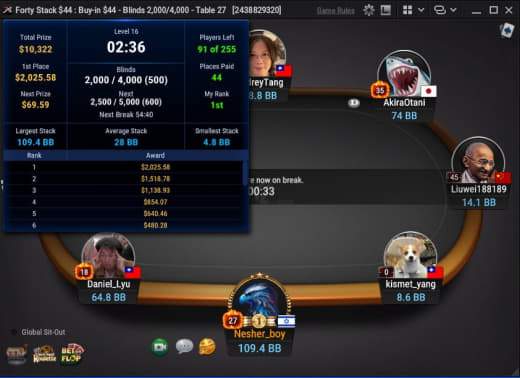 Forty Stack $44 : Buy-in $44 - Blinds 2,000/4,000 - Table 27 [2438829320]
Game Rules
Total Prize
$10,322
1st Place
$2,025.58
Next Prize
$69.59
Level 16
02:36
Blinds
2,000 / 4,000 (500)
Next
2,500 / 5,000 (600)
Next Break 54:40
Players Left
91 of 255
Places Paid
44
My Rank
1st
Largest Stack
109.4 BB
Average Stack
28 BB
Smallest Stack
4.8 BB
Rank Award
1 $2,025.58
2 $1,518.78
3 $1,138.93
4 $854.07
5 $640.46
6 $480.28
reyTang
8.8 BB
35
AkiraOtani
74 BB
D
45
Liuwei188189
14.1 BB
re now on break.
00:33
18
Daniel_Lyu
64.8 BB
0
kismet_yang
8.6 BB
27
1
Nesher_boy
109.4 BB
Global Sit-Out
Roulette
BET
FLOP